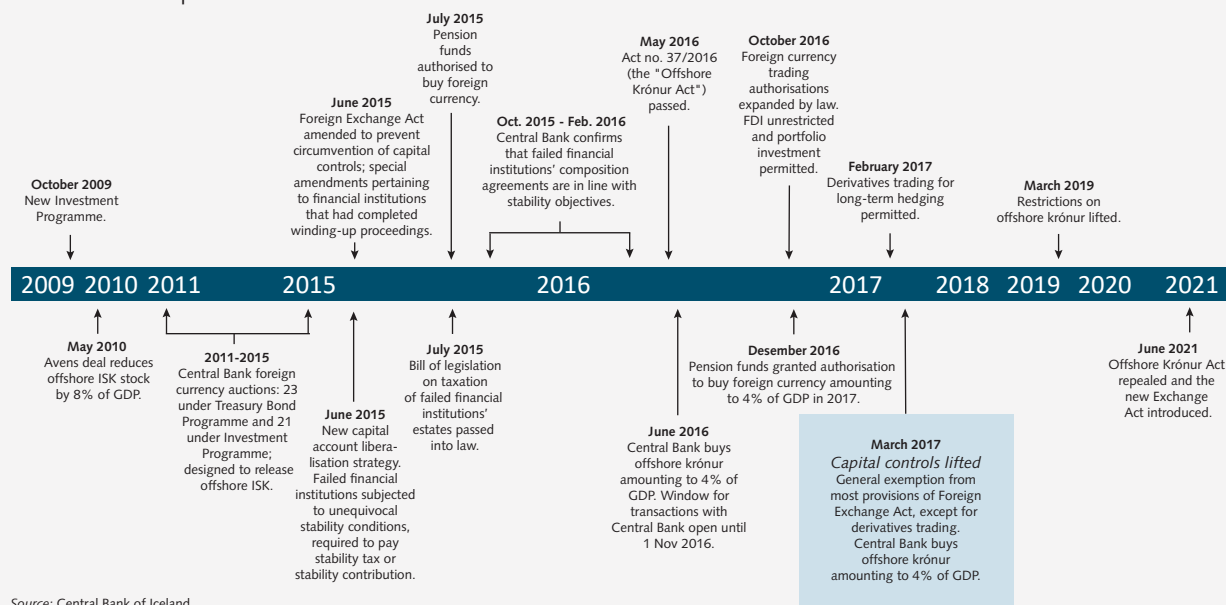 July 2015
Pension
funds
authorised to
buy foreign
currency.
May 2016
Act no. 37/2016
(the "Offshore
Krónur Act")
passed.
October 2016
Foreign currency
trading
authorisations
expanded by law.
FDI unrestricted
and portfolio
investment
permitted.
June 2015
Foreign Exchange Act
amended to prevent
circumvention of capital
controls; special
amendments pertaining
to financial institutions
that had completed
winding-up proceedings.
Oct. 2015 - Feb. 2016
Central Bank confirms
that failed financial
institutions' composition
agreements are in line with
stability objectives.
February 2017
Derivatives trading for
long-term hedging
permitted.
October 2009
New Investment
Programme.
March 2019
Restrictions on
offshore krónur lifted.
2009 2010 2011 2015 2016 2017 2018 2019 2020 2021
May 2010
Avens deal reduces
offshore ISK stock
by 8% of GDP.
2011-2015
Central Bank foreign
currency auctions: 23
under Treasury Bond
Programme and 21
under Investment
Programme;
designed to release
offshore ISK.
June 2015
New capital
account libera-
lisation strategy.
Failed financial
institutions subjected
to unequivocal
stability conditions,
required to pay
stability tax or
stability contribution.
July 2015
Bill of legislation
on taxation
of failed financial
institutions'
estates passed
into law.
June 2016
Central Bank buys
offshore krónur
amounting to 4% of
GDP. Window for
transactions with
Central Bank open until
1 Nov 2016.
Desember 2016
Pension funds granted authorisation
to buy foreign currency amounting
to 4% of GDP in 2017.
March 2017
Capital controls lifted
General exemption from
most provisions of Foreign
Exchange Act, except for
derivatives trading.
Central Bank buys
offshore krónur
amounting to 4% of GDP.
June 2021
Offshore Krónur Act
repealed and the
new Exchange
Act introduced.
Source: Central Bank of Iceland